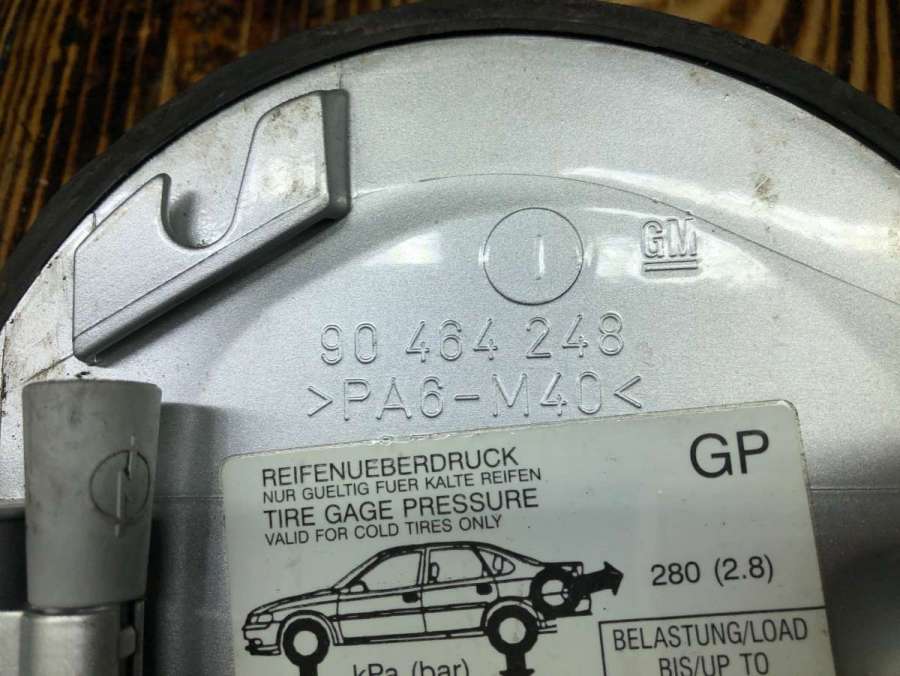 GM
90 464 248
>PA6-M40<
GP
REIFENUEBERDRUCK
NUR GUELTIG FUER KALTE REIFEN
TIRE GAGE PRESSURE
VALID FOR COLD TIRES ONLY
280 (2.8)
kPa (bar)
BELASTUNG/LOAD
BIS/UP TO